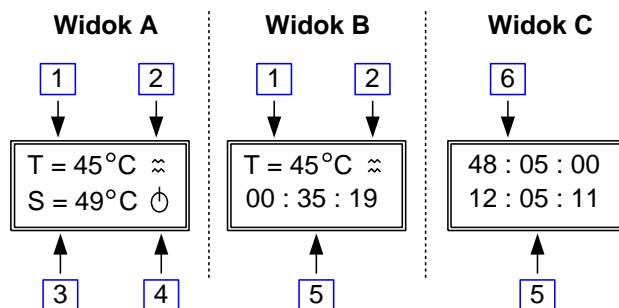 Widok A Widok B Widok C
1 2 1 2 6
T = 45°C ≈ T = 45°C ≈ 48 : 05 : 00
S = 49°C 00 : 35 : 19 12 : 05 : 11
3 4 5 5